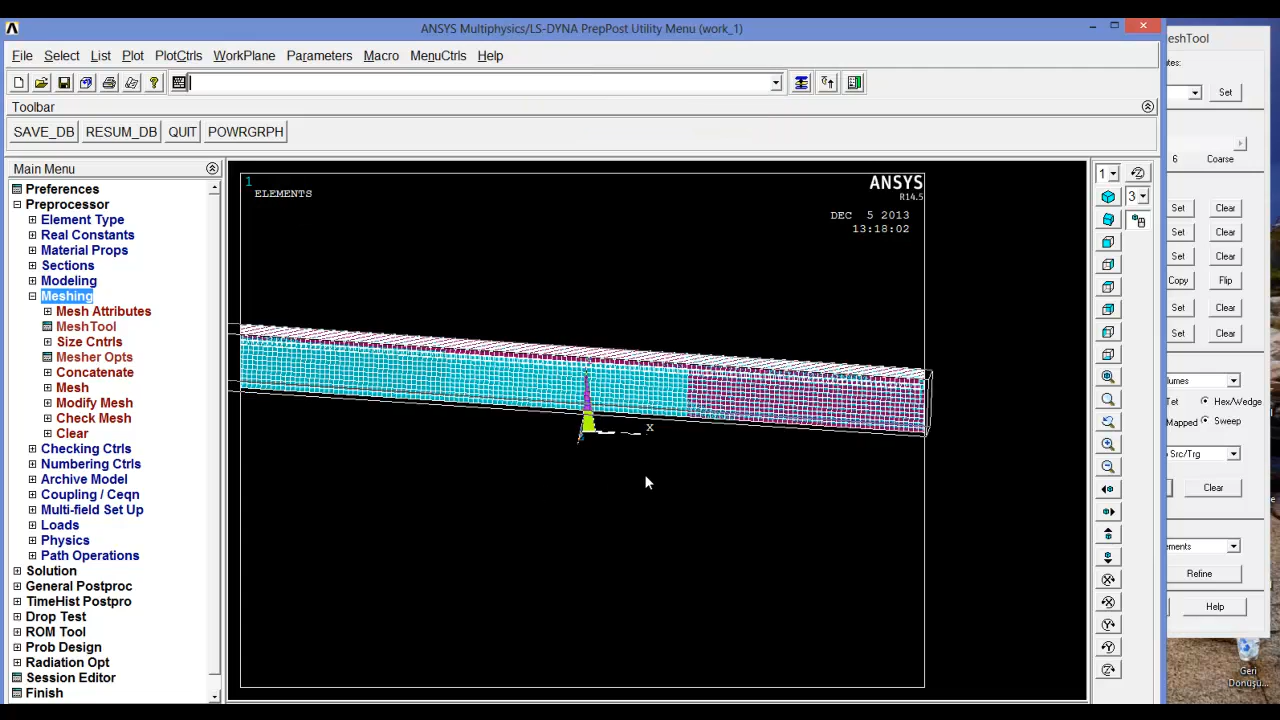 ANSYS Multiphysics/LS-DYNA PrepPost Utility Menu (work_1)
MeshTool
File Select List Plot PlotCtrls WorkPlane Parameters Macro MenuCtrls Help
Toolbar
SAVE_DB RESUM_DB QUIT POWRGRPH
Main Menu
Preferences
Preprocessor
Element Type
Real Constants
Material Props
Sections
Modeling
Meshing
Mesh Attributes
MeshTool
Size Cntrls
Mesher Opts
Concatenate
Mesh
Modify Mesh
Check Mesh
Clear
Checking Ctrls
Numbering Ctrls
Archive Model
Coupling / Ceqn
Multi-field Set Up
Loads
Physics
Path Operations
Solution
General Postproc
TimeHist Postpro
Drop Test
ROM Tool
Prob Design
Radiation Opt
Session Editor
Finish
1
ELEMENTS
ANSYS
R14.5
DEC 5 2013
13:18:02
X
1
3
tes:
Set
6 Coarse
Set Clear
Set Clear
Set Clear
Copy Flip
Set Clear
Set Clear
lumes
Tet Hex/Wedge
Mapped Sweep
Src/Trg
Clear
ements
Refine
Help
Geri
Dönüşü...